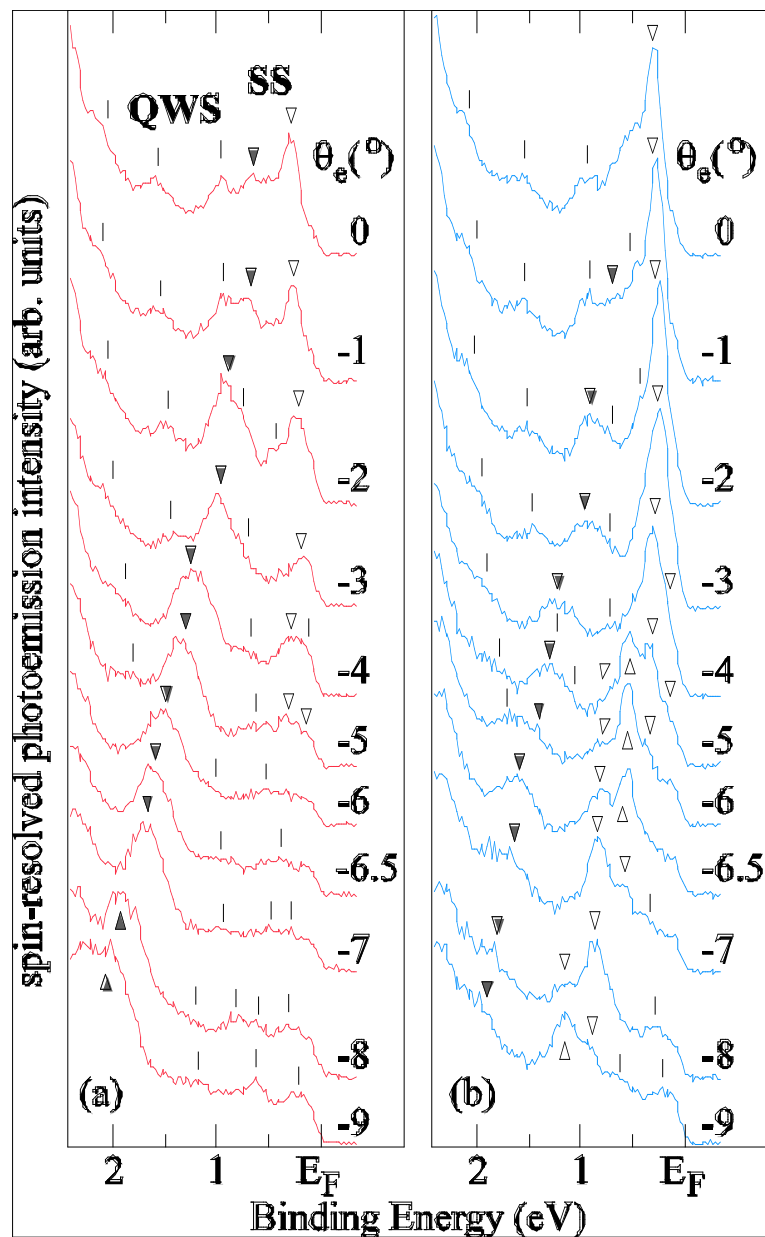 spin-resolved photoemission intensity (arb. units)
QWS
SS
θe(°)
0
-1
-2
-3
-4
-5
-6
-6.5
-7
-8
-9
(a)
2
1
EF
θe(°)
0
-1
-2
-3
-4
-5
-6
-6.5
-7
-8
-9
(b)
2
1
EF
Binding Energy (eV)